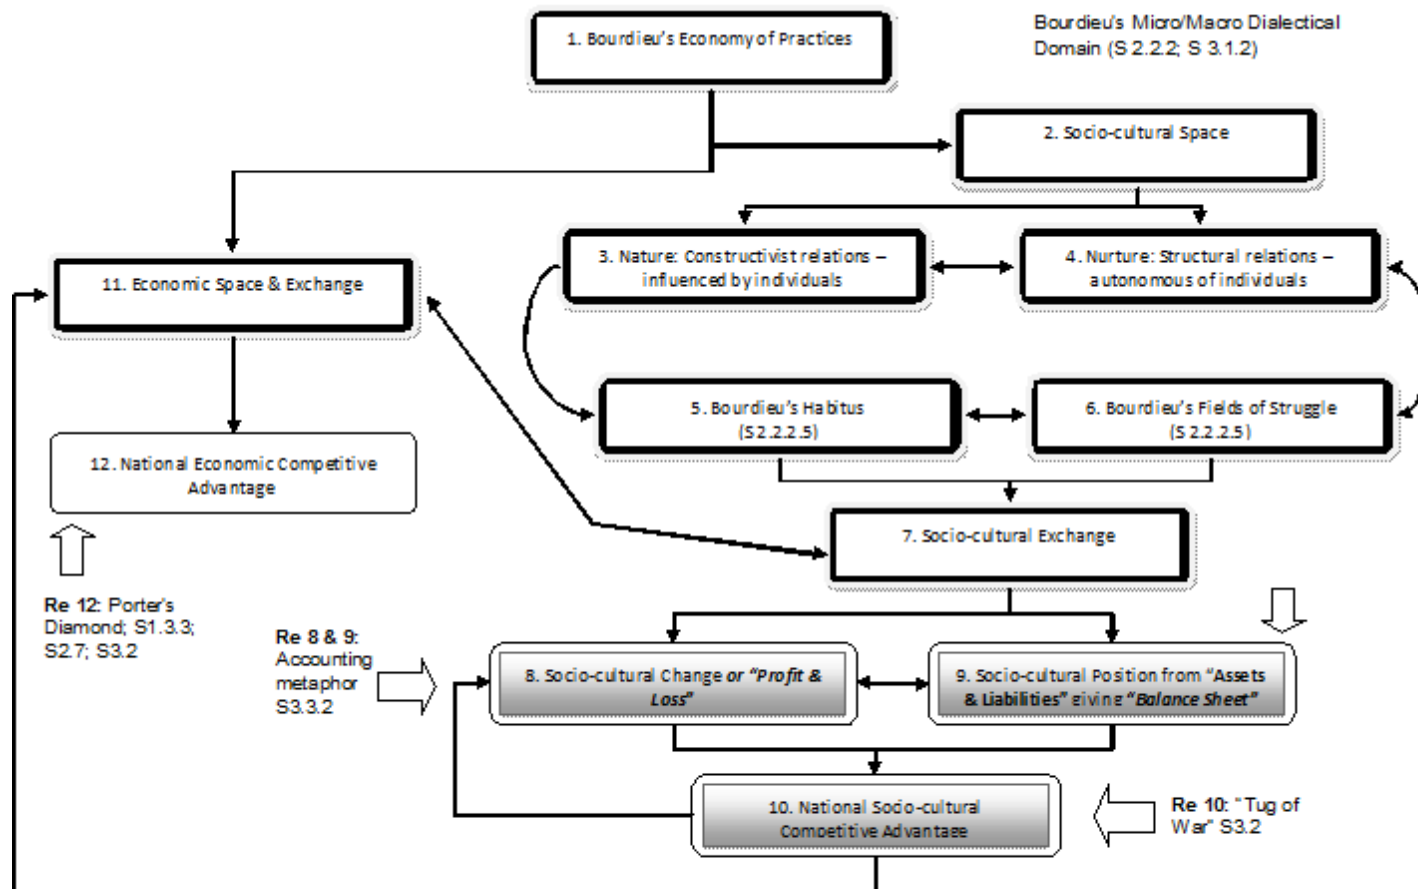 1. Bourdieu's Economy of Practices
Bourdieu's Micro/Macro Dialectical
Domain (S 2.2.2; S 3.1.2)
2. Socio-cultural Space
3. Nature: Constructivist relations –
influenced by individuals
4. Nurture: Structural relations –
autonomous of individuals
11. Economic Space & Exchange
5. Bourdieu's Habitus
(S2.2.2.5)
6. Bourdieu's Fields of Struggle
(S2.2.2.5)
12. National Economic Competitive
Advantage
7. Socio-cultural Exchange
Re 12: Porter's
Diamond; S1.3.3;
S2.7; S3.2
Re 8 & 9:
Accounting
metaphor
S3.3.2
8. Socio-cultural Change or "Profit &
Loss"
9. Socio-cultural Position from "Assets
& Liabilities" giving "Balance Sheet"
10. National Socio-cultural
Competitive Advantage
Re 10: "Tug of
War" S3.2